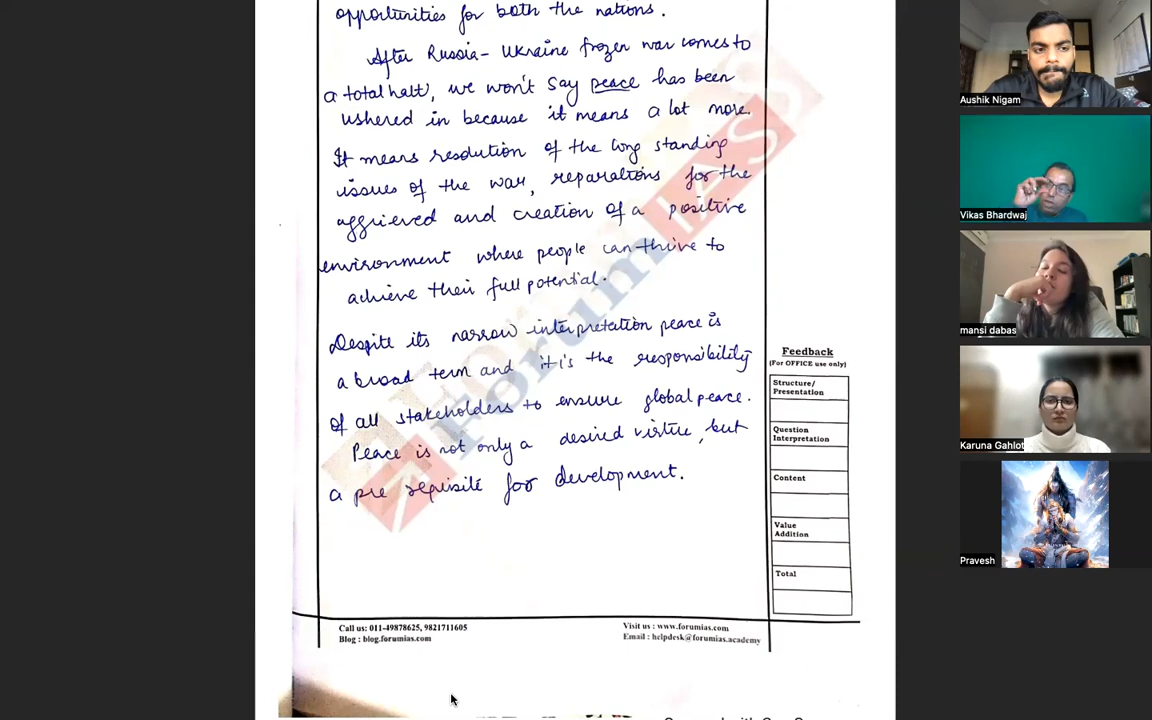 opportunities for both the nations.
After Russia - Ukraine frozen war comes to
a total halt, we won't say peace has been
ushered in because it means a lot more.
It means resolution of the long standing
issues of the war, reparations for the
aggrieved and creation of a positive
environment where people can thrive to
achieve their full potential.
Despite its narrow interpretation peace is
a broad term and it is the responsibility
of all stakeholders to ensure global peace.
Peace is not only a desired virtue, but
a pre requisite for development.
Forum IAS
Feedback
(For OFFICE use only)
Structure/
Presentation
Question
Interpretation
Content
Value
Addition
Total
Call us: 011-49878625, 9821711605
Blog : blog.forumias.com
Visit us : www.forumias.com
Email : helpdesk@forumias.academy
Aushik Nigam
Vikas Bhardwaj
mansi dabas
Karuna Gahlot
Pravesh